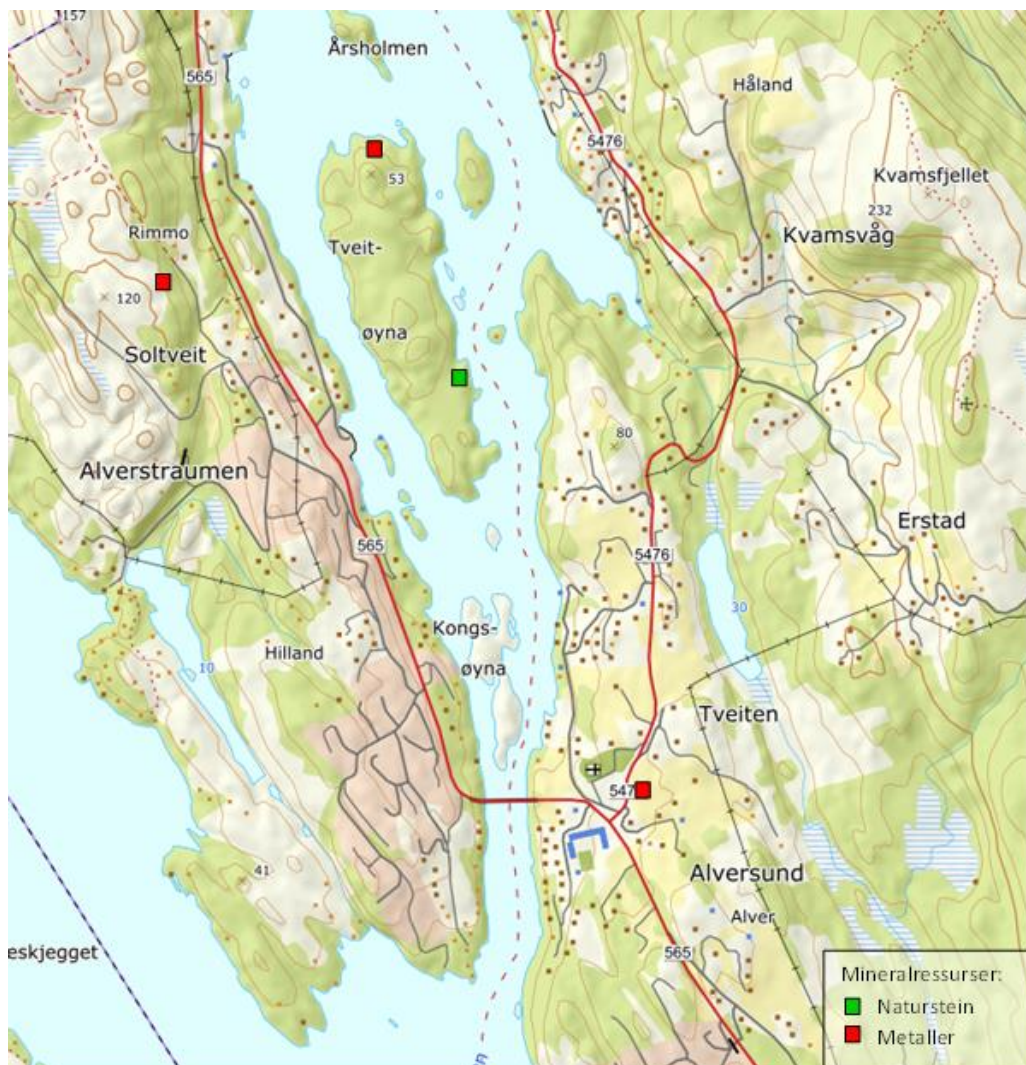 157
Årsholmen
565
Håland
5476
53
Kvamsfjellet
232
Rimmo
Tveit-
Kvamsvåg
120
øyna
Soltveit
80
Alverstraumen
Erstad
565
5476
30
Kongs-
Hilland
øyna
10
Tveiten
547
41
Alversund
Alver
eskjegget
565
Mineralressurser:
Naturstein
Metaller